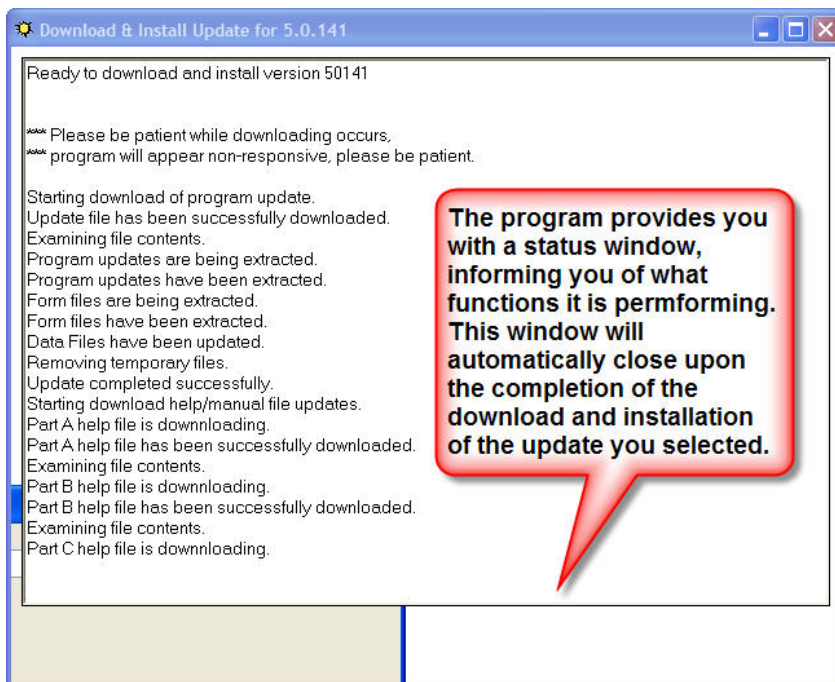 Download & Install Update for 5.0.141
Ready to download and install version 50141
*** Please be patient while downloading occurs,
*** program will appear non-responsive, please be patient.
Starting download of program update.
Update file has been successfully downloaded.
Examining file contents.
Program updates are being extracted.
Program updates have been extracted.
Form files are being extracted.
Form files have been extracted.
Data Files have been updated.
Removing temporary files.
Update completed successfully.
Starting download help/manual file updates.
Part A help file is downnloading.
Part A help file has been successfully downloaded.
Examining file contents.
Part B help file is downnloading.
Part B help file has been successfully downloaded.
Examining file contents.
Part C help file is downnloading.
The program provides you
with a status window,
informing you of what
functions it is permforming.
This window will
automatically close upon
the completion of the
download and installation
of the update you selected.